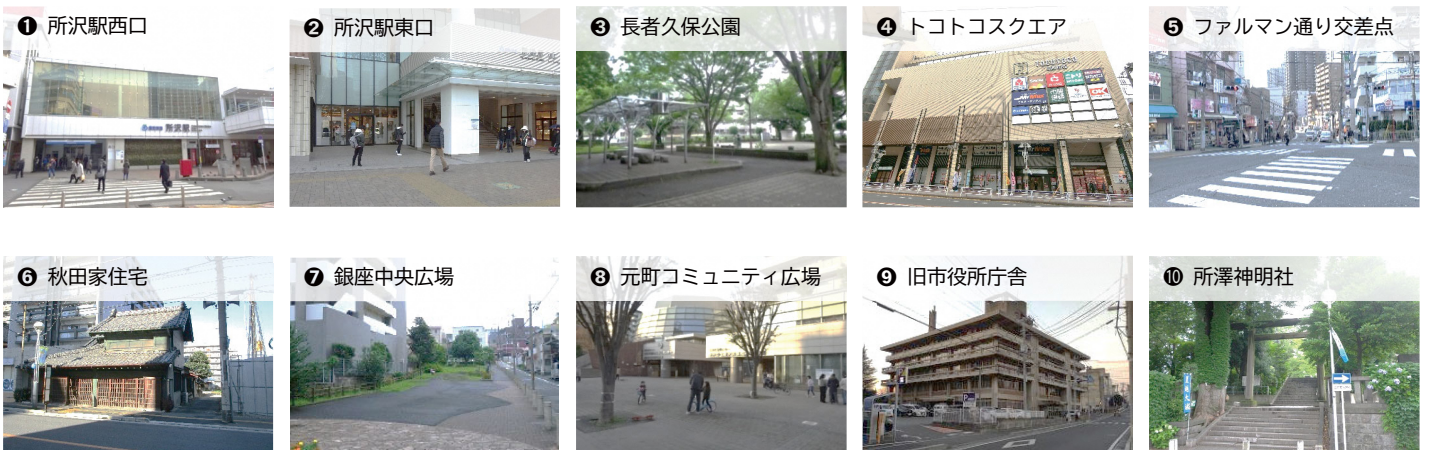 ❶ 所沢駅西口
❷ 所沢駅東口
❸ 長者久保公園
❹ トコトコスクエア
❺ ファルマン通り交差点
所沢駅
❻ 秋田家住宅
❼ 銀座中央広場
❽ 元町コミュニティ広場
❾ 旧市役所庁舎
❿ 所澤神明社